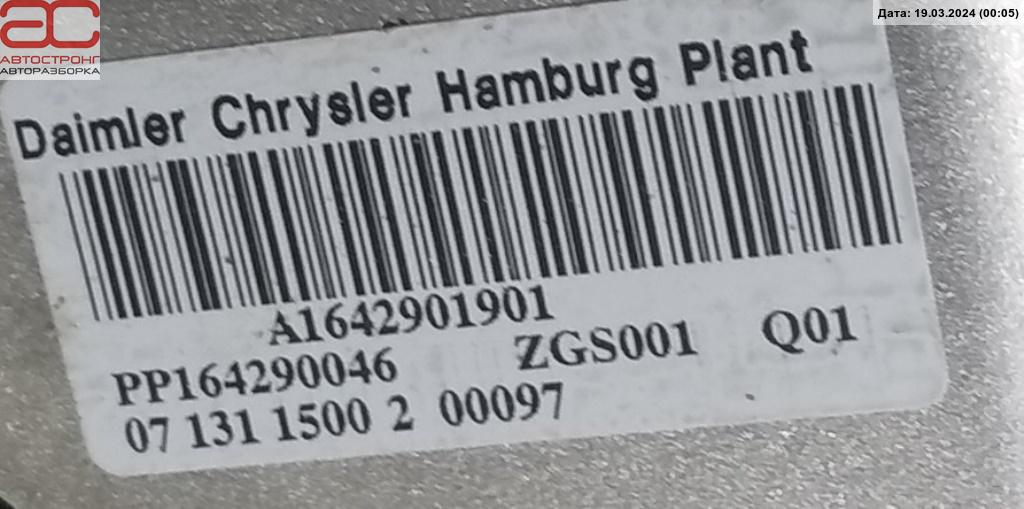 ac
АВТОСТРОНГ
АВТОРАЗБОРКА
Дата: 19.03.2024 (00:05)
Daimler Chrysler Hamburg Plant
A1642901901
PP164290046 ZGS001 Q01
07 131 1500 2 00097